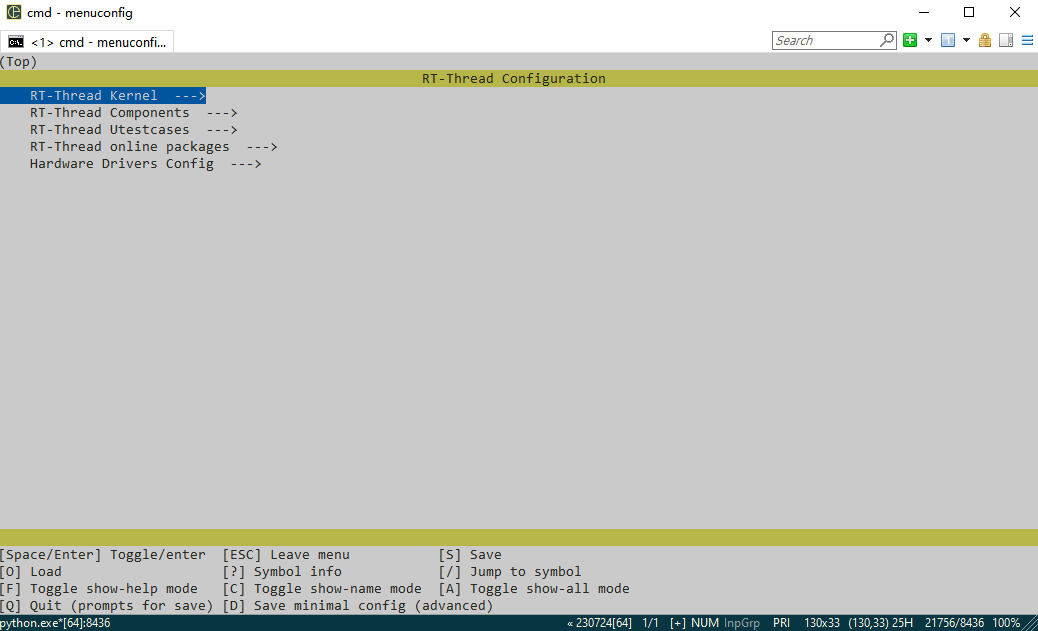 cmd - menuconfig
<1> cmd - menuconfi...
Search
(Top)
RT-Thread Configuration
RT-Thread Kernel  --->
RT-Thread Components  --->
RT-Thread Utestcases  --->
RT-Thread online packages  --->
Hardware Drivers Config  --->
[Space/Enter] Toggle/enter  [ESC] Leave menu  [S] Save
[O] Load  [?] Symbol info  [/] Jump to symbol
[F] Toggle show-help mode  [C] Toggle show-name mode  [A] Toggle show-all mode
[Q] Quit (prompts for save)  [D] Save minimal config (advanced)
python.exe*[64]:8436  « 230724[64]  1/1  [+] NUM InpGrp  PRI  130x33  (130,33) 25H  21756/8436  100%